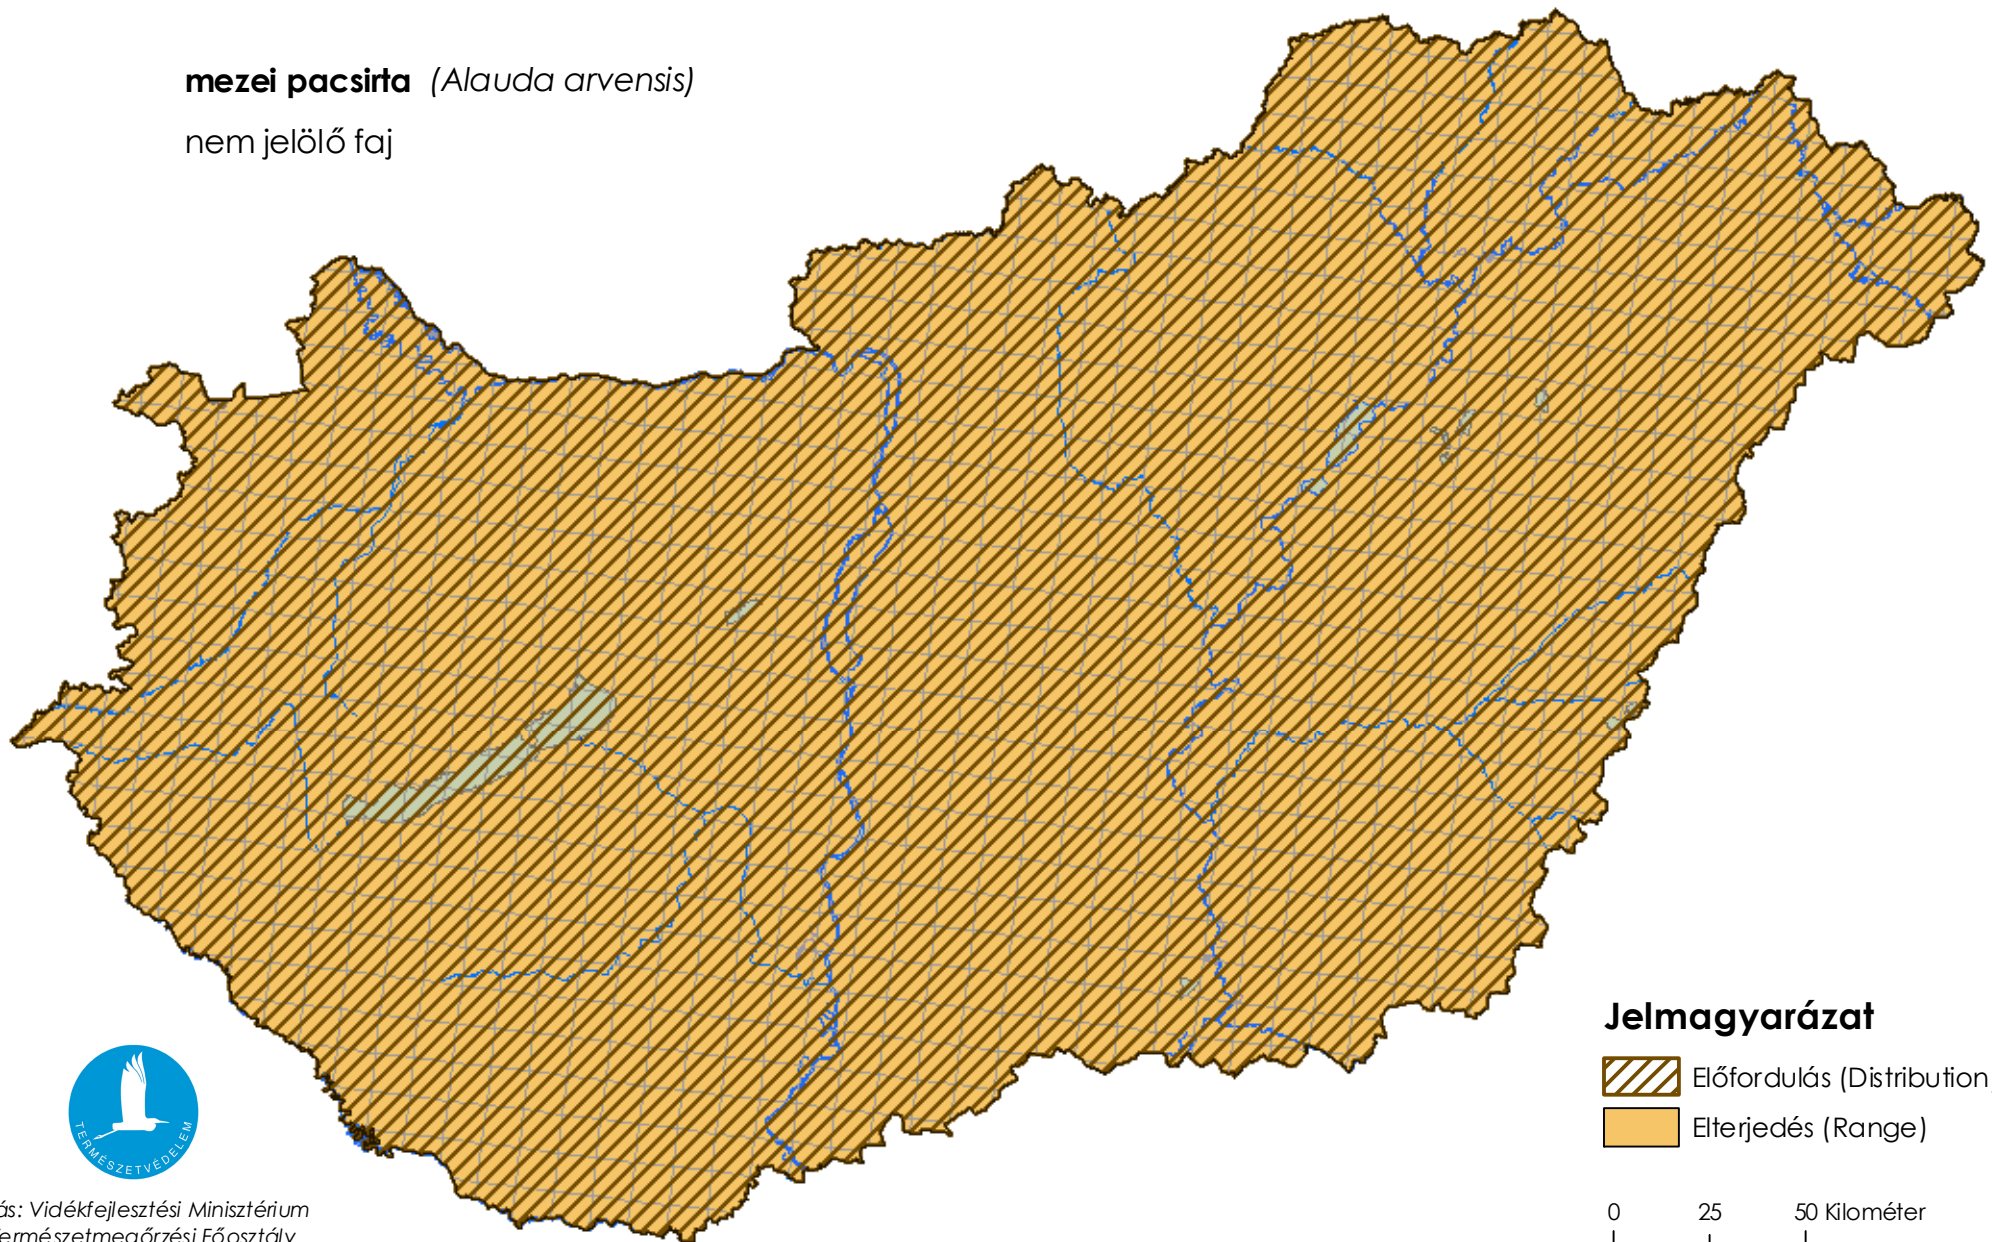 mezei pacsirta (Alauda arvensis)
nem jelölő faj
Jelmagyarázat
Előfordulás (Distribution
Elterjedés (Range)
0 25 50 Kilométer
TERMÉSZETVÉDELEM
Vidékfejlesztési Minisztérium
Természetmegőrzési Főosztály